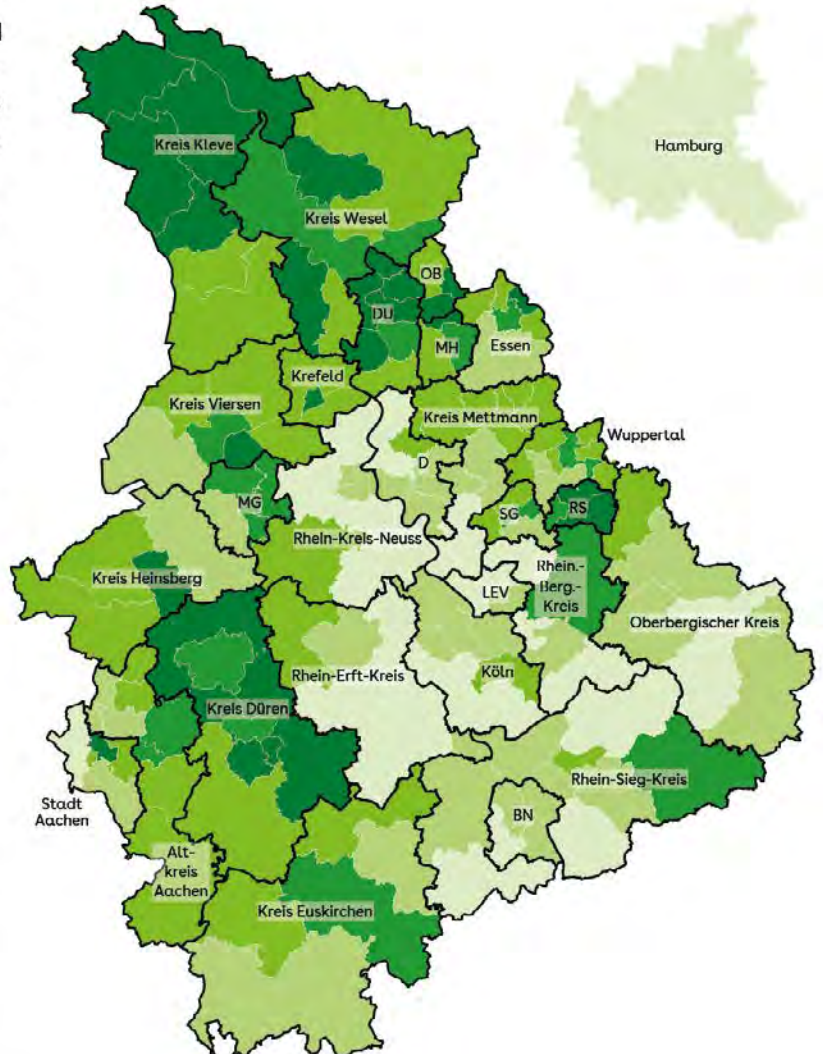 Hamburg
Kreis Kleve
Kreis Wesel
OB
DU
MH
Essen
Krefeld
Kreis Viersen
Kreis Mettmann
Wuppertal
D
MG
SG
RS
Rhein-Kreis-Neuss
Rhein.-
Berg.-
Kreis
Kreis Heinsberg
LEV
Oberbergischer Kreis
Rhein-Erft-Kreis
Köln
Kreis Düren
Rhein-Sieg-Kreis
Stadt
Aachen
BN
Alt-
kreis
Aachen
Kreis Euskirchen